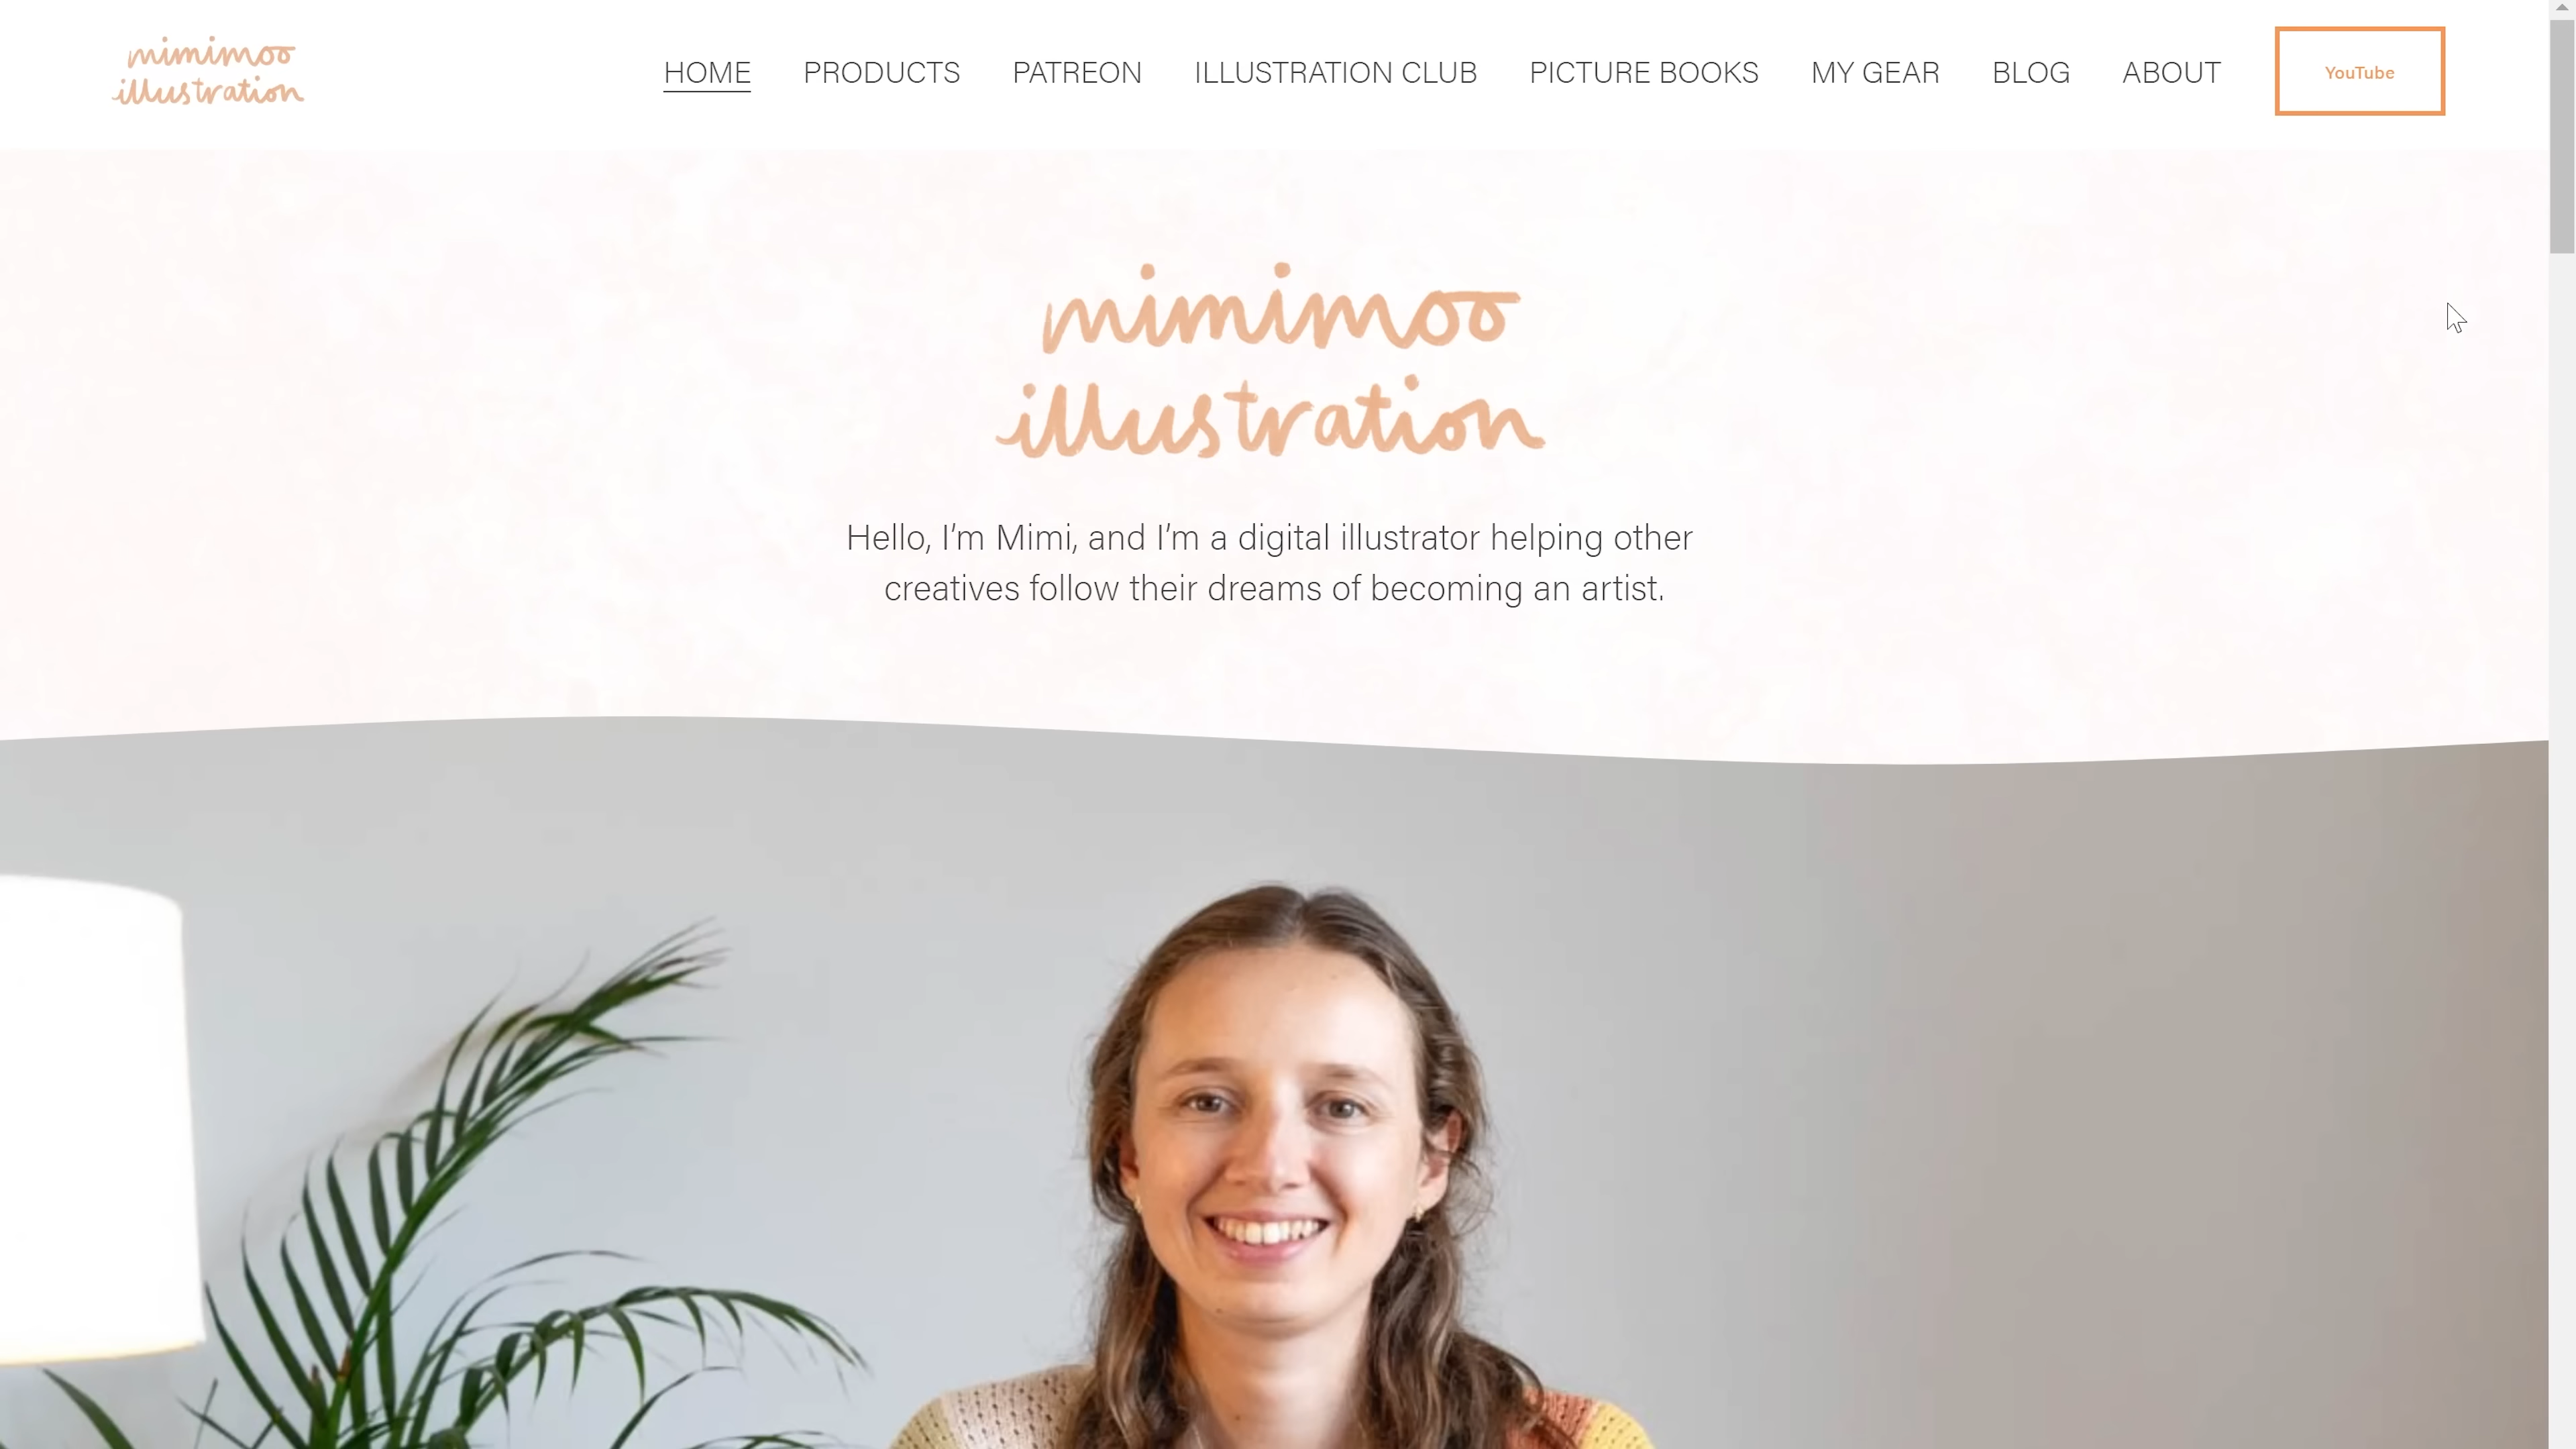 mimimoo
illustration
HOME PRODUCTS PATREON ILLUSTRATION CLUB PICTURE BOOKS MY GEAR BLOG ABOUT YouTube
mimimoo
illustration
Hello, I’m Mimi, and I’m a digital illustrator helping other
creatives follow their dreams of becoming an artist.